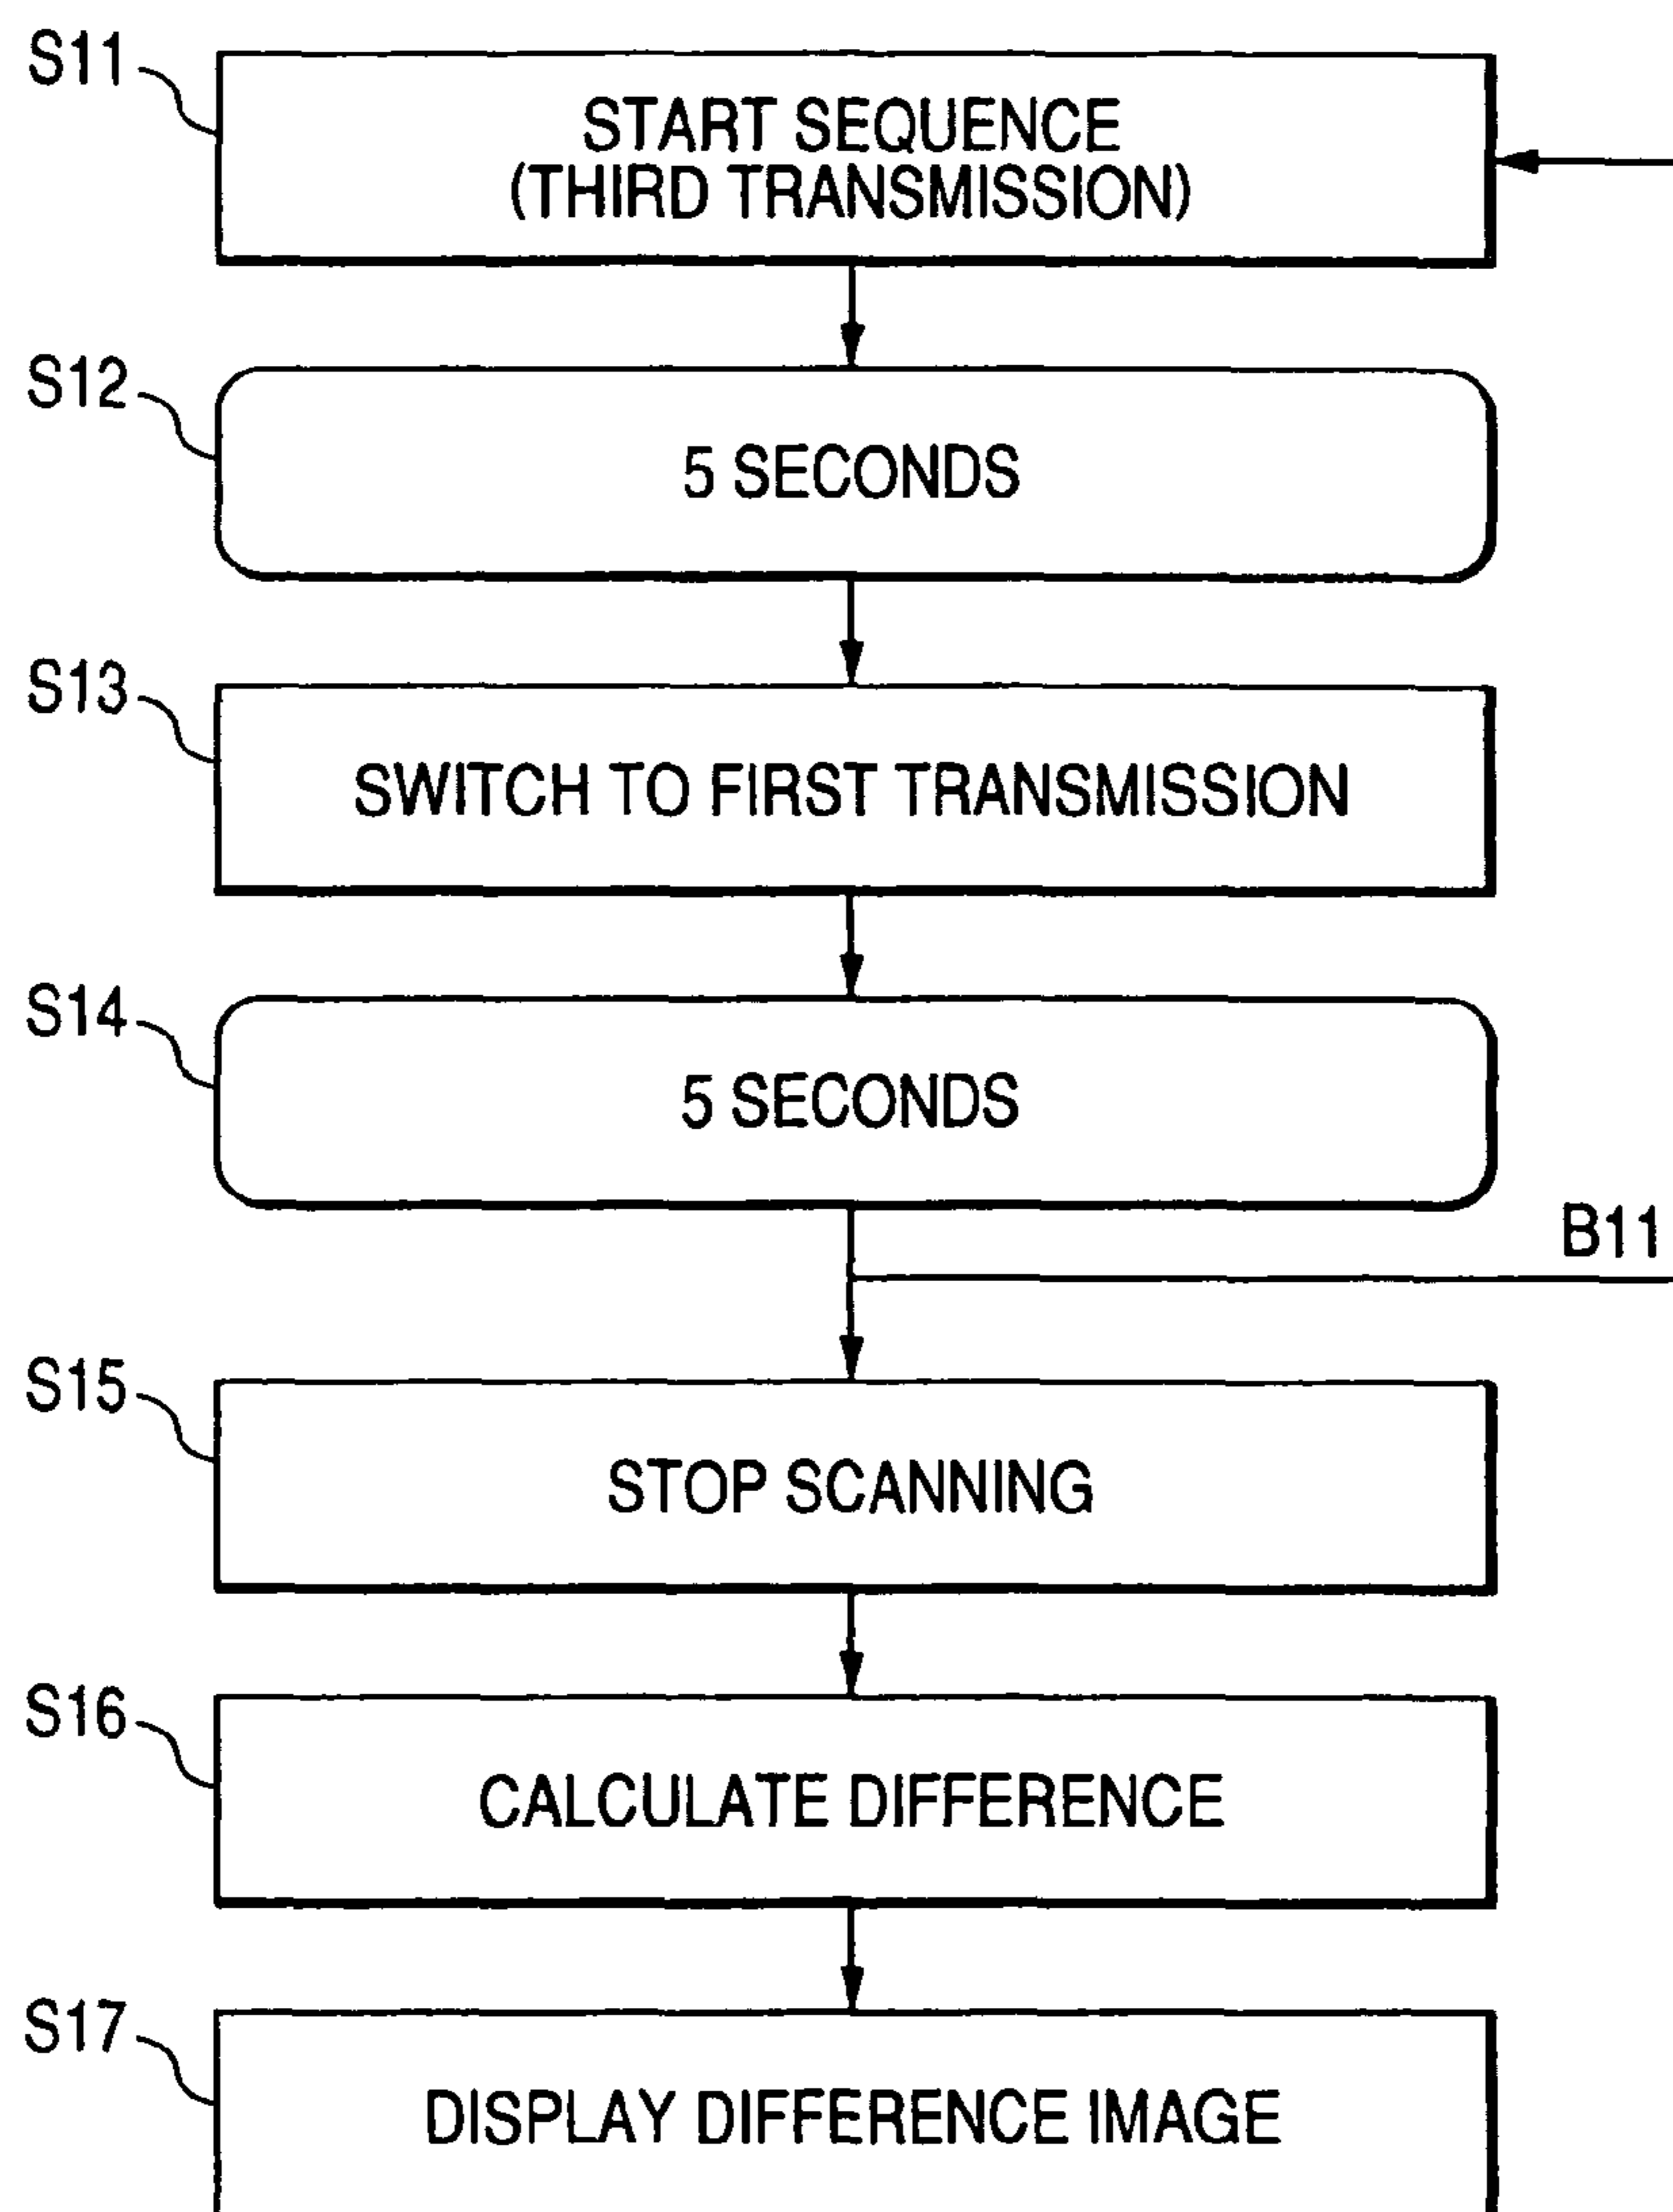 S11
START SEQUENCE
(THIRD TRANSMISSION)
S12
5 SECONDS
S13
SWITCH TO FIRST TRANSMISSION
S14
5 SECONDS
B11
S15
STOP SCANNING
S16
CALCULATE DIFFERENCE
S17
DISPLAY DIFFERENCE IMAGE